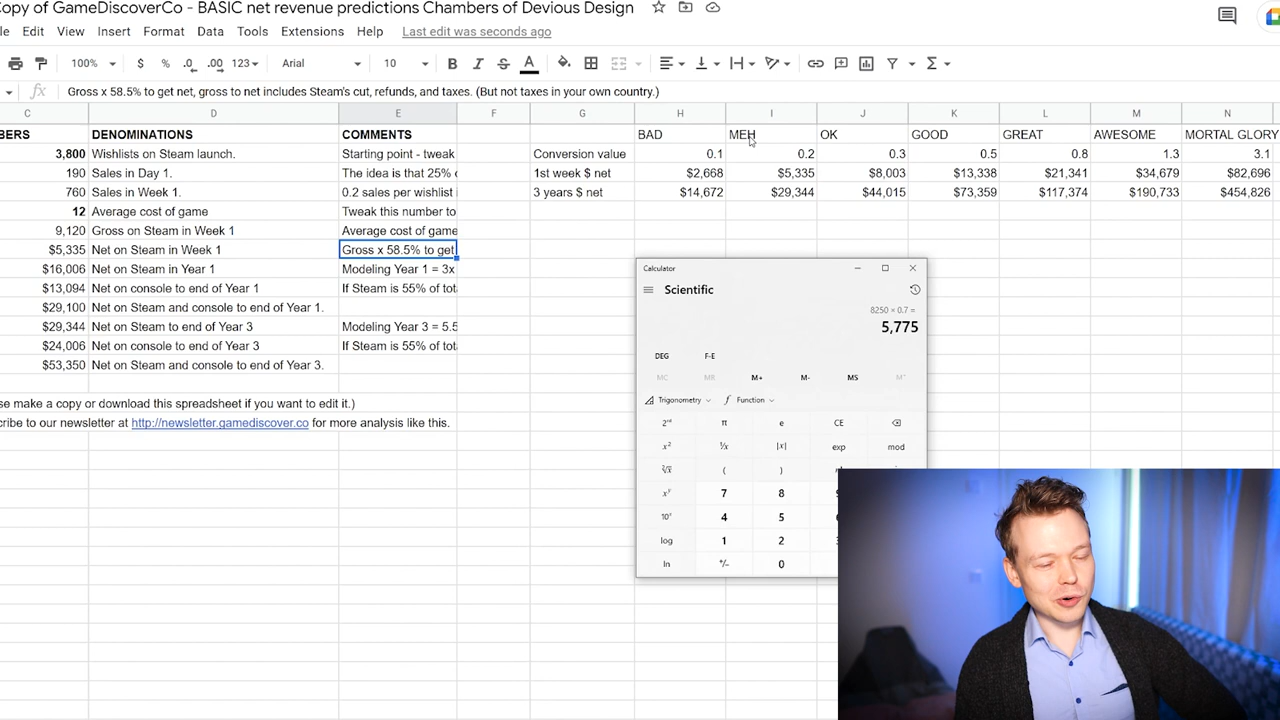 Copy of GameDiscoverCo - BASIC net revenue predictions Chambers of Devious Design
File Edit View Insert Format Data Tools Extensions Help Last edit was seconds ago
100% $ % .0 .00 123 Arial 10 B I S A
fx Gross x 58.5% to get net, gross to net includes Steam's cut, refunds, and taxes. (But not taxes in your own country.)
C D E F G H I J K L M N
BERS DENOMINATIONS COMMENTS BAD MEH OK GOOD GREAT AWESOME MORTAL GLORY
3,800 Wishlists on Steam launch. Starting point - tweak Conversion value 0.1 0.2 0.3 0.5 0.8 1.3 3.1
190 Sales in Day 1. The idea is that 25% 1st week $ net $2,668 $5,335 $8,003 $13,338 $21,341 $34,679 $82,696
760 Sales in Week 1. 0.2 sales per wishlist 3 years $ net $14,672 $29,344 $44,015 $73,359 $117,374 $190,733 $454,826
12 Average cost of game Tweak this number to
9,120 Gross on Steam in Week 1 Average cost of game
$5,335 Net on Steam in Week 1 Gross x 58.5% to get
$16,006 Net on Steam in Year 1 Modeling Year 1 = 3x
$13,094 Net on console to end of Year 1 If Steam is 55% of tot
$29,100 Net on Steam and console to end of Year 1.
$29,344 Net on Steam to end of Year 3 Modeling Year 3 = 5.5
$24,006 Net on console to end of Year 3 If Steam is 55% of tot
$53,350 Net on Steam and console to end of Year 3.
se make a copy or download this spreadsheet if you want to edit it.)
cribe to our newsletter at http://newsletter.gamediscover.co for more analysis like this.
Calculator
Scientific
8250 × 0.7 =
5,775
DEG F-E
MC MR M+ M- MS M˅
Trigonometry Function
2ⁿᵈ π e CE
x² ¹/x |x| exp mod
²√x ( )
xʸ 7 8
10ˣ 4 5
log 1 2
ln +/- 0